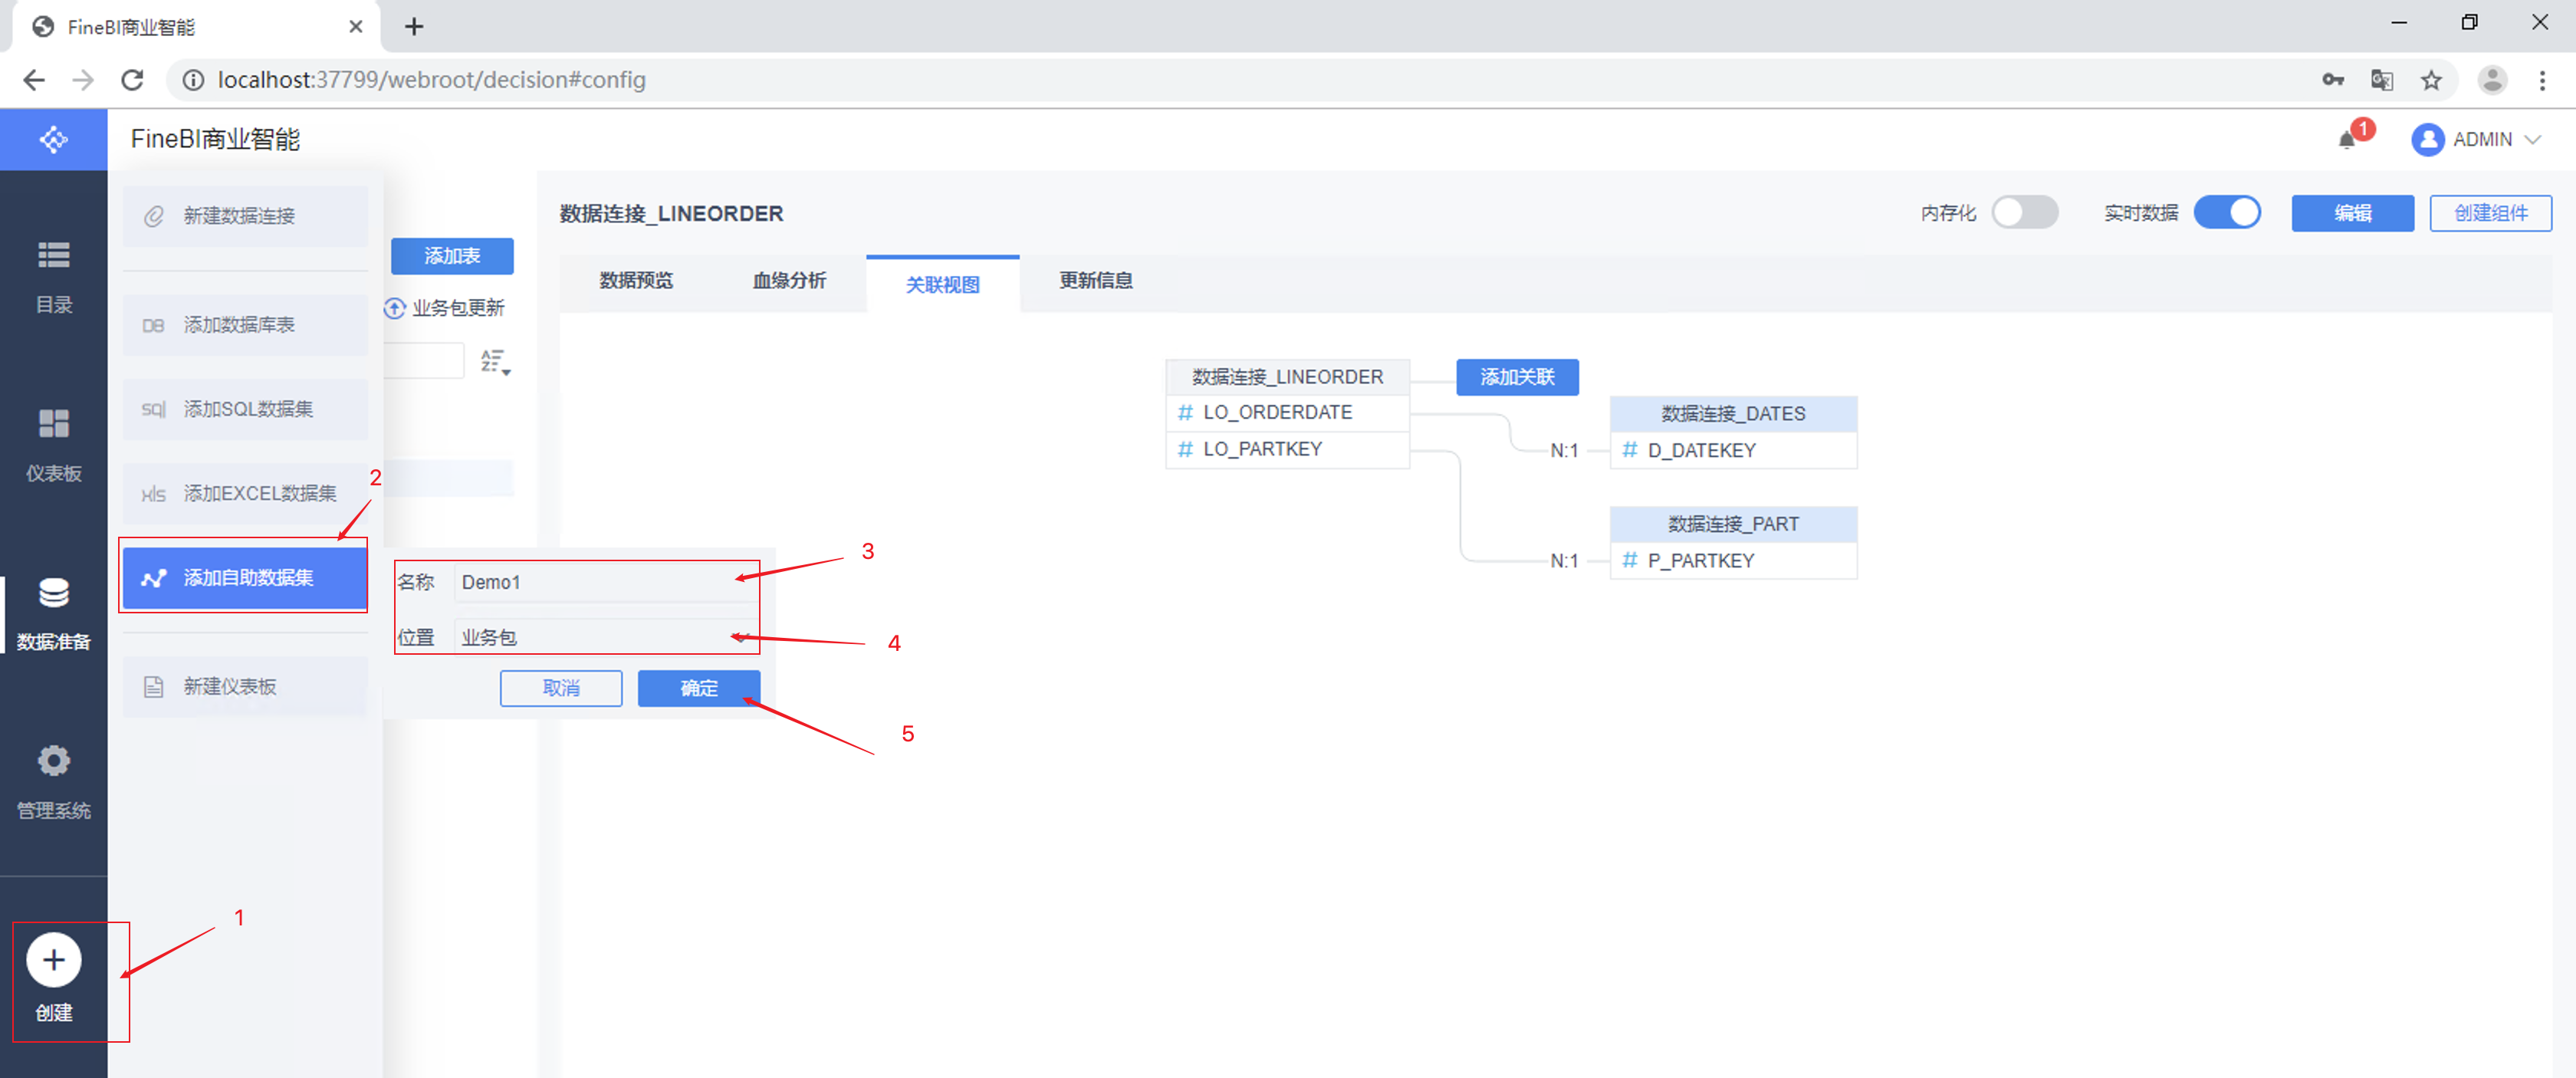 FineBI商业智能
localhost:37799/webroot/decision#config
FineBI商业智能
1
ADMIN
目录
仪表板
数据准备
管理系统
创建
1
新建数据连接
DB 添加数据库表
sql 添加SQL数据集
xls 添加EXCEL数据集
2
添加自助数据集
新建仪表板
添加表
业务包更新
名称 Demo1
3
位置 业务包
4
取消 确定
5
数据连接_LINEORDER
内存化 实时数据 编辑 创建组件
数据预览 血缘分析 关联视图 更新信息
数据连接_LINEORDER
添加关联
# LO_ORDERDATE
# LO_PARTKEY
数据连接_DATES
N:1 # D_DATEKEY
数据连接_PART
N:1 # P_PARTKEY